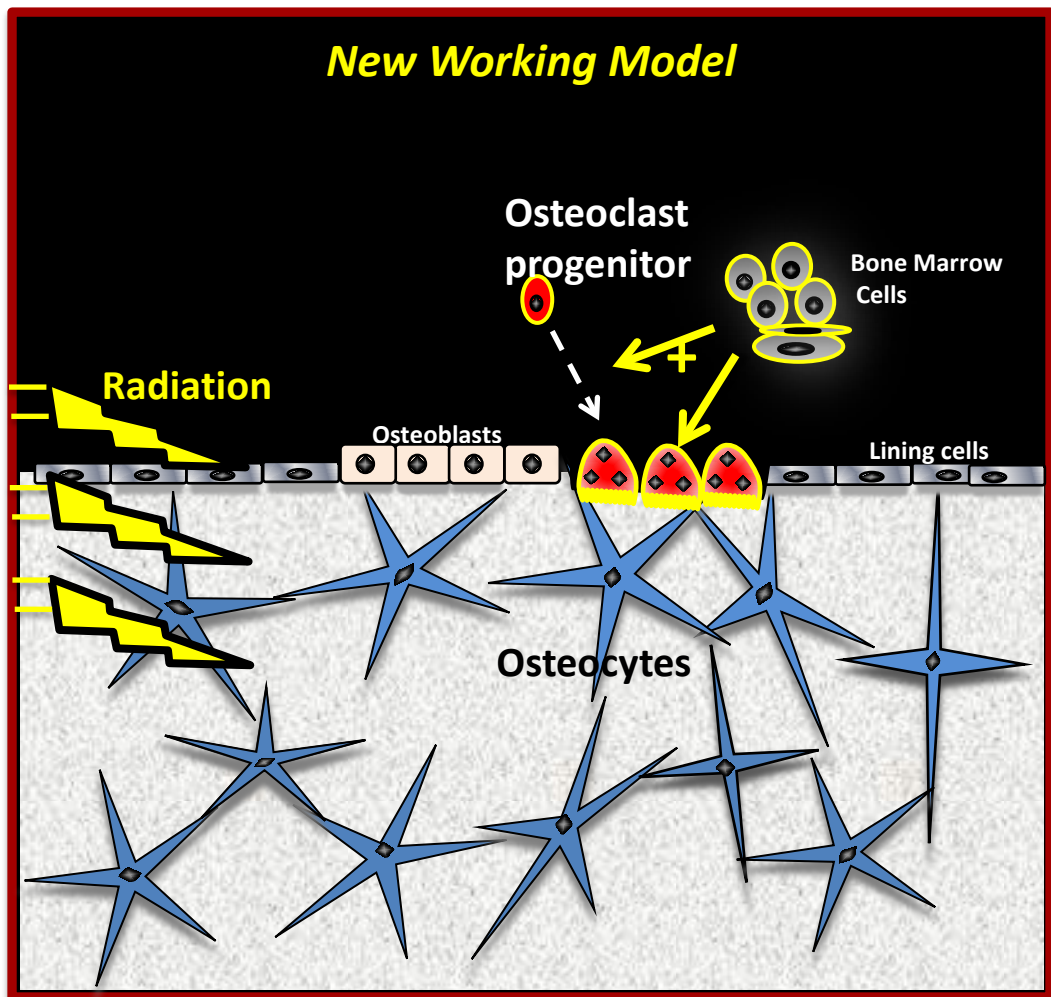 New Working Model
Osteoclast
progenitor
Bone Marrow
Cells
+
Radiation
Osteoblasts
Lining cells
Osteocytes